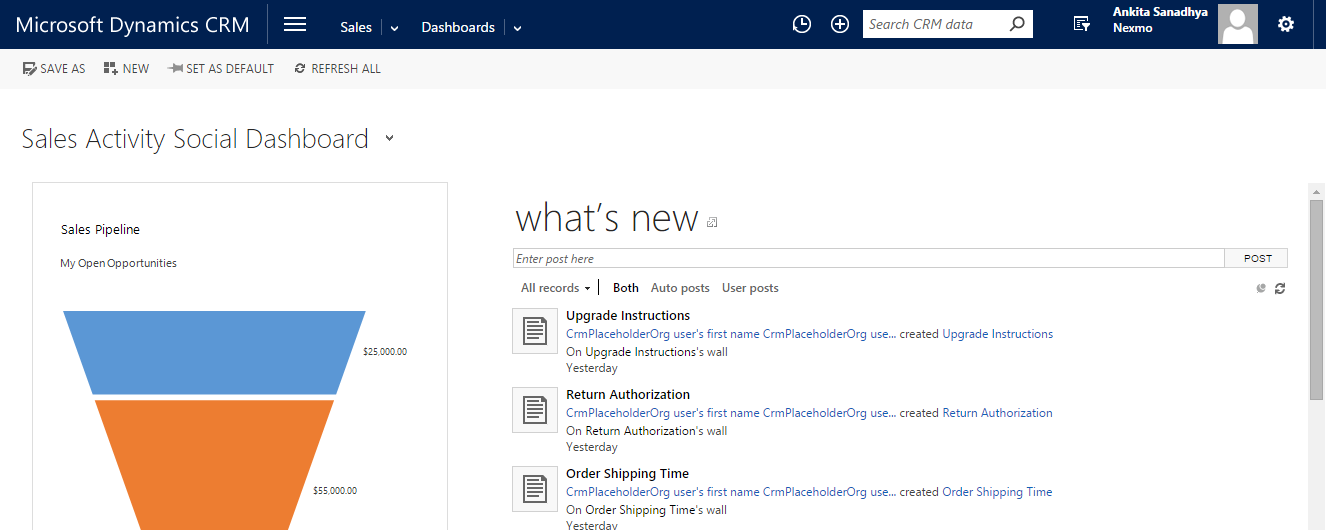 Microsoft Dynamics CRM
Sales
Dashboards
Search CRM data
Ankita Sanadhya
Nexmo
SAVE AS
NEW
SET AS DEFAULT
REFRESH ALL
Sales Activity Social Dashboard
Sales Pipeline
My Open Opportunities
$25,000.00
$55,000.00
what's new
Enter post here
POST
All records
Both
Auto posts
User posts
Upgrade Instructions
CrmPlaceholderOrg user's first name CrmPlaceholderOrg use... created Upgrade Instructions
On Upgrade Instructions's wall
Yesterday
Return Authorization
CrmPlaceholderOrg user's first name CrmPlaceholderOrg use... created Return Authorization
On Return Authorization's wall
Yesterday
Order Shipping Time
CrmPlaceholderOrg user's first name CrmPlaceholderOrg use... created Order Shipping Time
On Order Shipping Time's wall
Yesterday